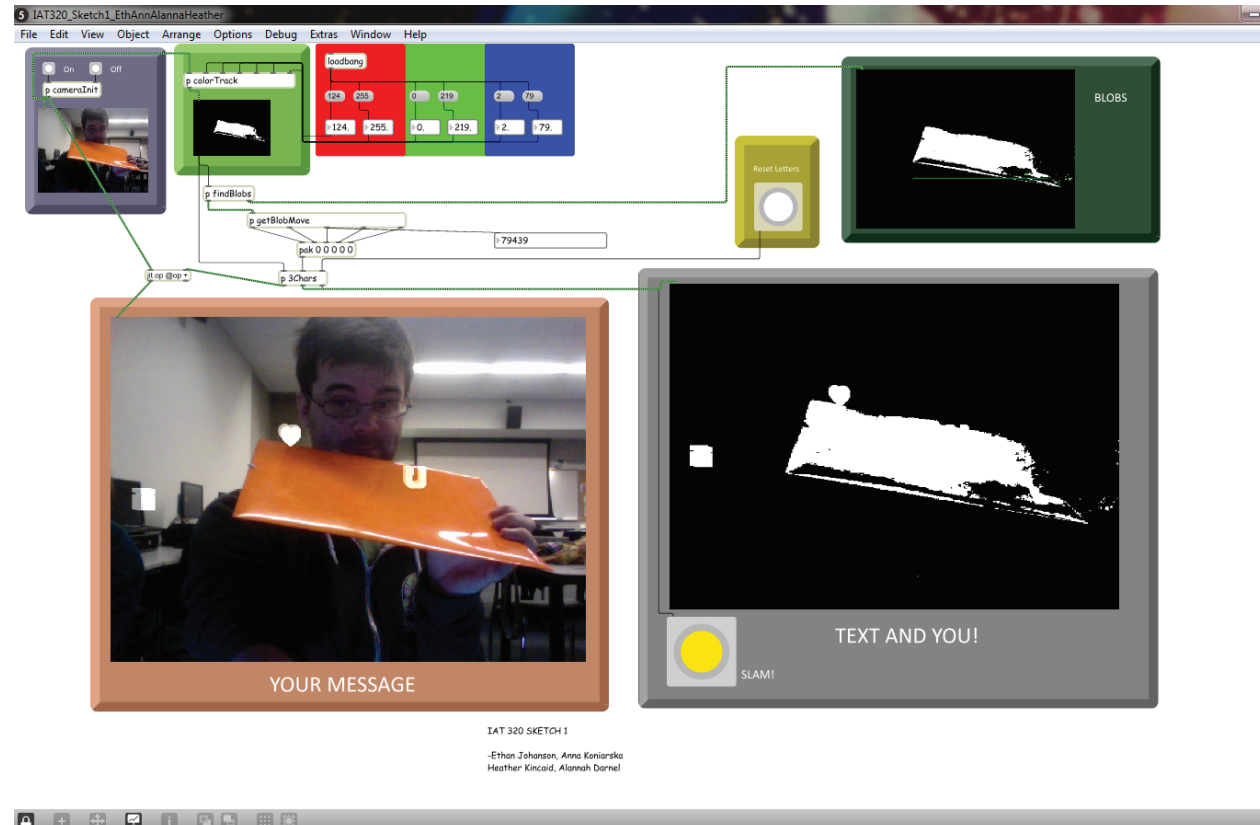 IAT320_Sketch1_EthAnnAlannaHeather
File Edit View Object Arrange Options Debug Extras Window Help
On Off
p cameraInit
p colorTrack
loadbang
124 255 0 219 2 79
124. 255. 0. 219. 2. 79.
BLOBS
Reset Letters
p findBlobs
p getBlobMove
79439
pak 0 0 0 0 0
jit.op @op +
p 3Chars
U
YOUR MESSAGE
TEXT AND YOU!
SLAM!
IAT 320 SKETCH 1
-Ethan Johanson, Anna Koniarska
Heather Kincaid, Alannah Darnel